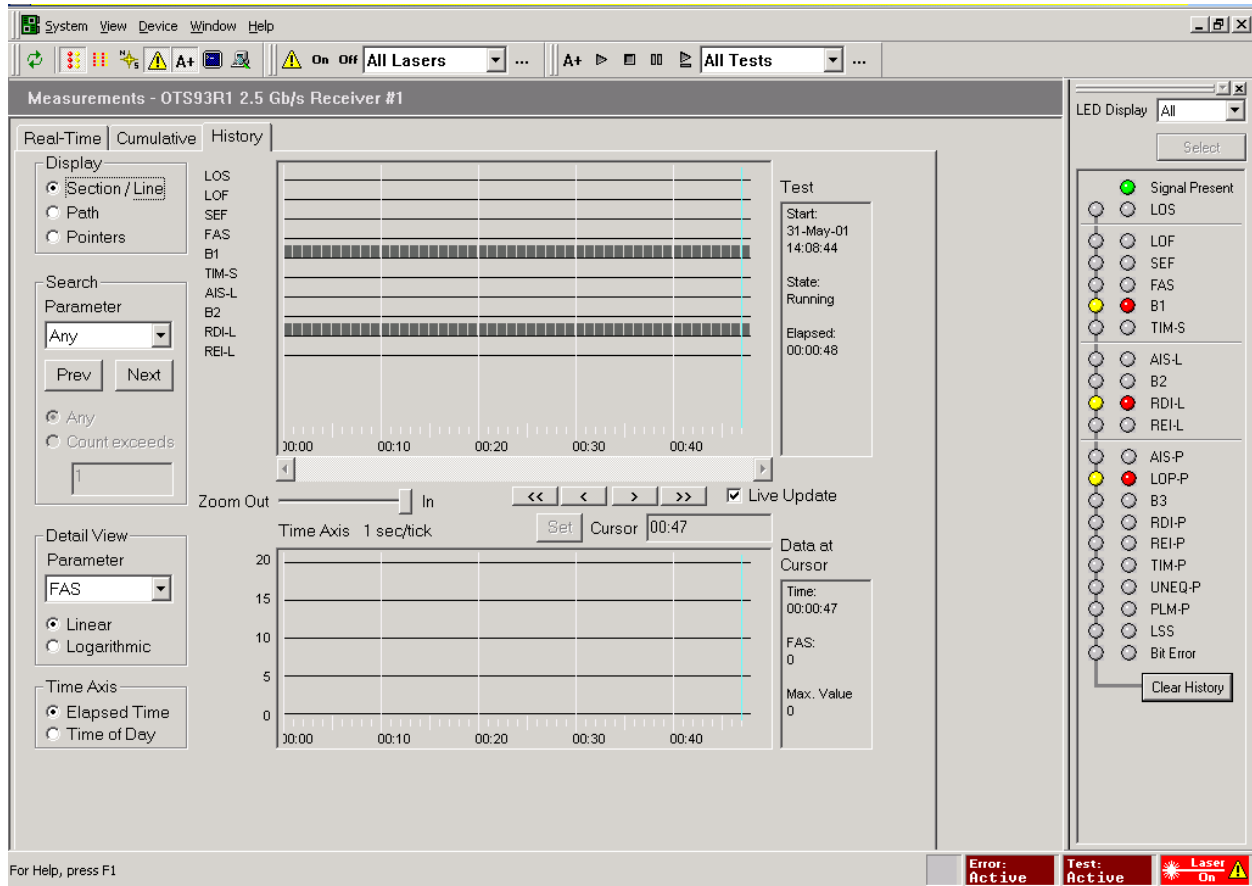 System View Device Window Help
A+ On Off All Lasers ... A+ All Tests ...
Measurements - OTS93R1 2.5 Gb/s Receiver #1
Real-Time Cumulative History
Display
Section / Line
Path
Pointers
Search
Parameter
Any
Prev Next
Any
Count exceeds
1
Detail View
Parameter
FAS
Linear
Logarithmic
Time Axis
Elapsed Time
Time of Day
LOS
LOF
SEF
FAS
B1
TIM-S
AIS-L
B2
RDI-L
REI-L
00:00 00:10 00:20 00:30 00:40
Zoom Out In << < > >> Live Update
Time Axis 1 sec/tick Set Cursor 00:47
20
15
10
5
0
00:00 00:10 00:20 00:30 00:40
Test
Start:
31-May-01
14:08:44
State:
Running
Elapsed:
00:00:48
Data at
Cursor
Time:
00:00:47
FAS:
0
Max. Value
0
LED Display All
Select
Signal Present
LOS
LOF
SEF
FAS
B1
TIM-S
AIS-L
B2
RDI-L
REI-L
AIS-P
LOP-P
B3
RDI-P
REI-P
TIM-P
UNEQ-P
PLM-P
LSS
Bit Error
Clear History
For Help, press F1
Error:
Active
Test:
Active
Laser
On